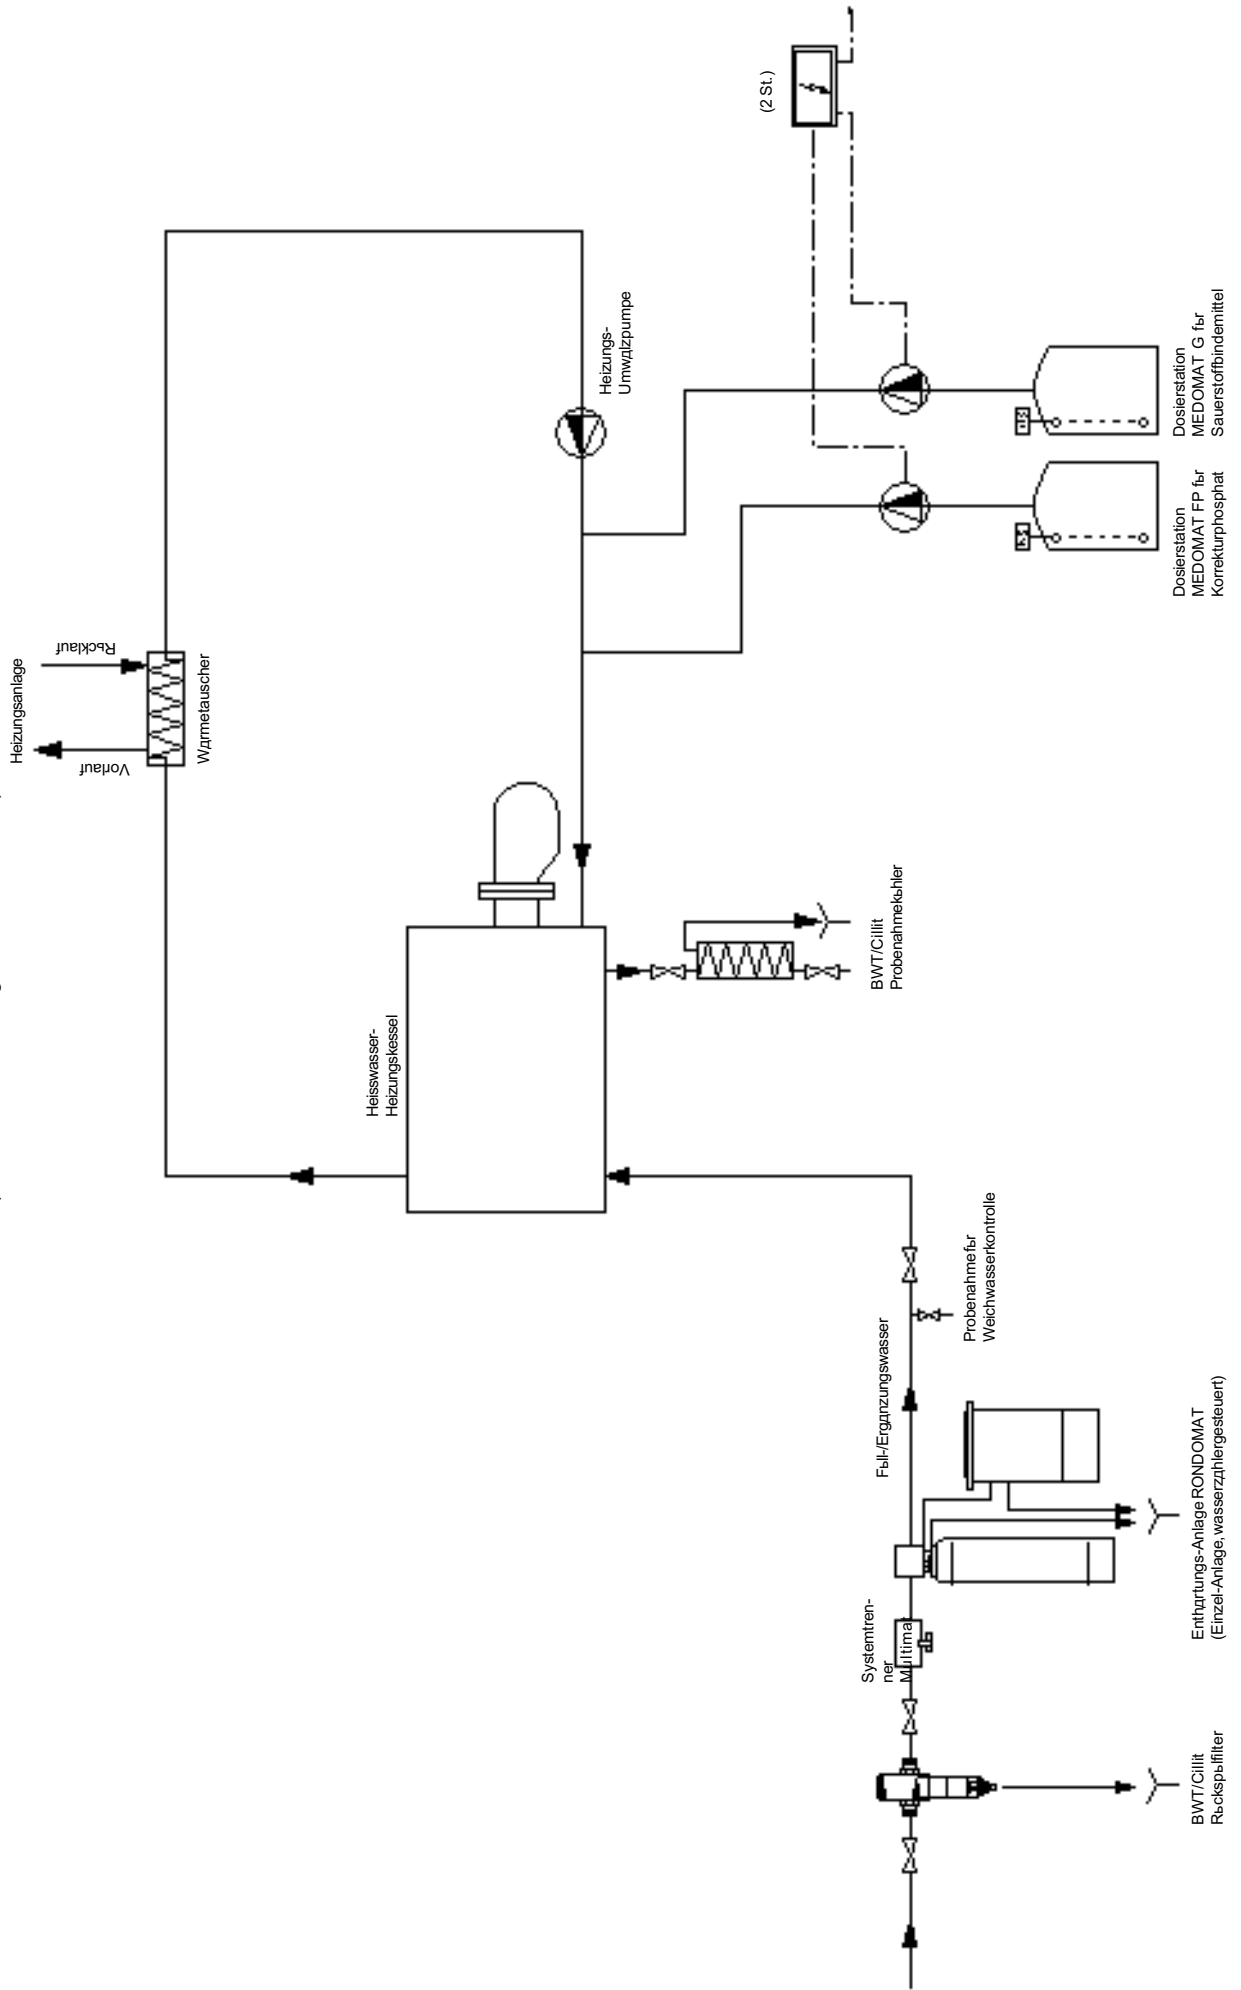 Heizungsanlage
Vorlauf
Rьcklauf
Wдrmetauscher
(2 St.)
Heizungs-
Umwдlzpumpe
Heisswasser-
Heizungskessel
BWT/Cillit
Probenahmekьhler
Dosierstation
MEDOMAT FP fьr
Korrekturphosphat
Dosierstation
MEDOMAT G fьr
Sauerstoffbindemittel
Systemtren-
ner
Multimat
Fьll-/Ergдnzungswasser
Probenahmefьr
Weichwasserkontrolle
BWT/Cillit
Rьckspьlfilter
Enthдrtungs-Anlage RONDOMAT
(Einzel-Anlage, wasserzдhlergesteuert)